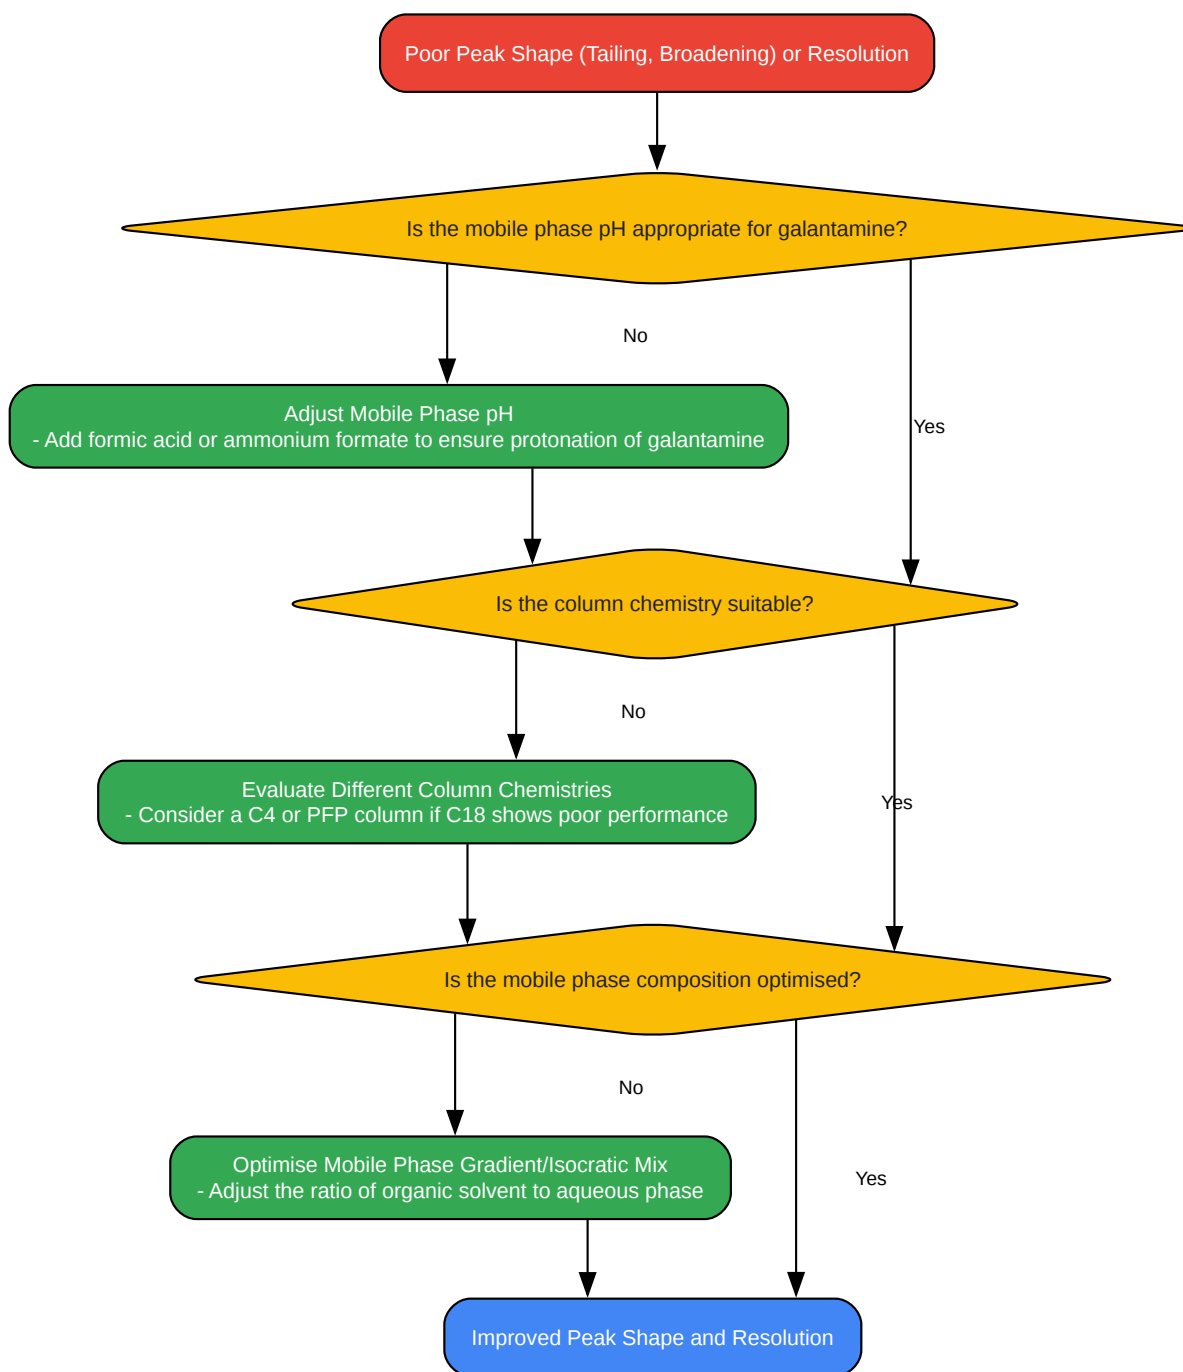 Poor Peak Shape (Tailing, Broadening) or Resolution
Is the mobile phase pH appropriate for galantamine?
No
Adjust Mobile Phase pH
- Add formic acid or ammonium formate to ensure protonation of galantamine
Yes
Is the column chemistry suitable?
No
Evaluate Different Column Chemistries
- Consider a C4 or PFP column if C18 shows poor performance
Yes
Is the mobile phase composition optimised?
No
Optimise Mobile Phase Gradient/Isocratic Mix
- Adjust the ratio of organic solvent to aqueous phase
Yes
Improved Peak Shape and Resolution